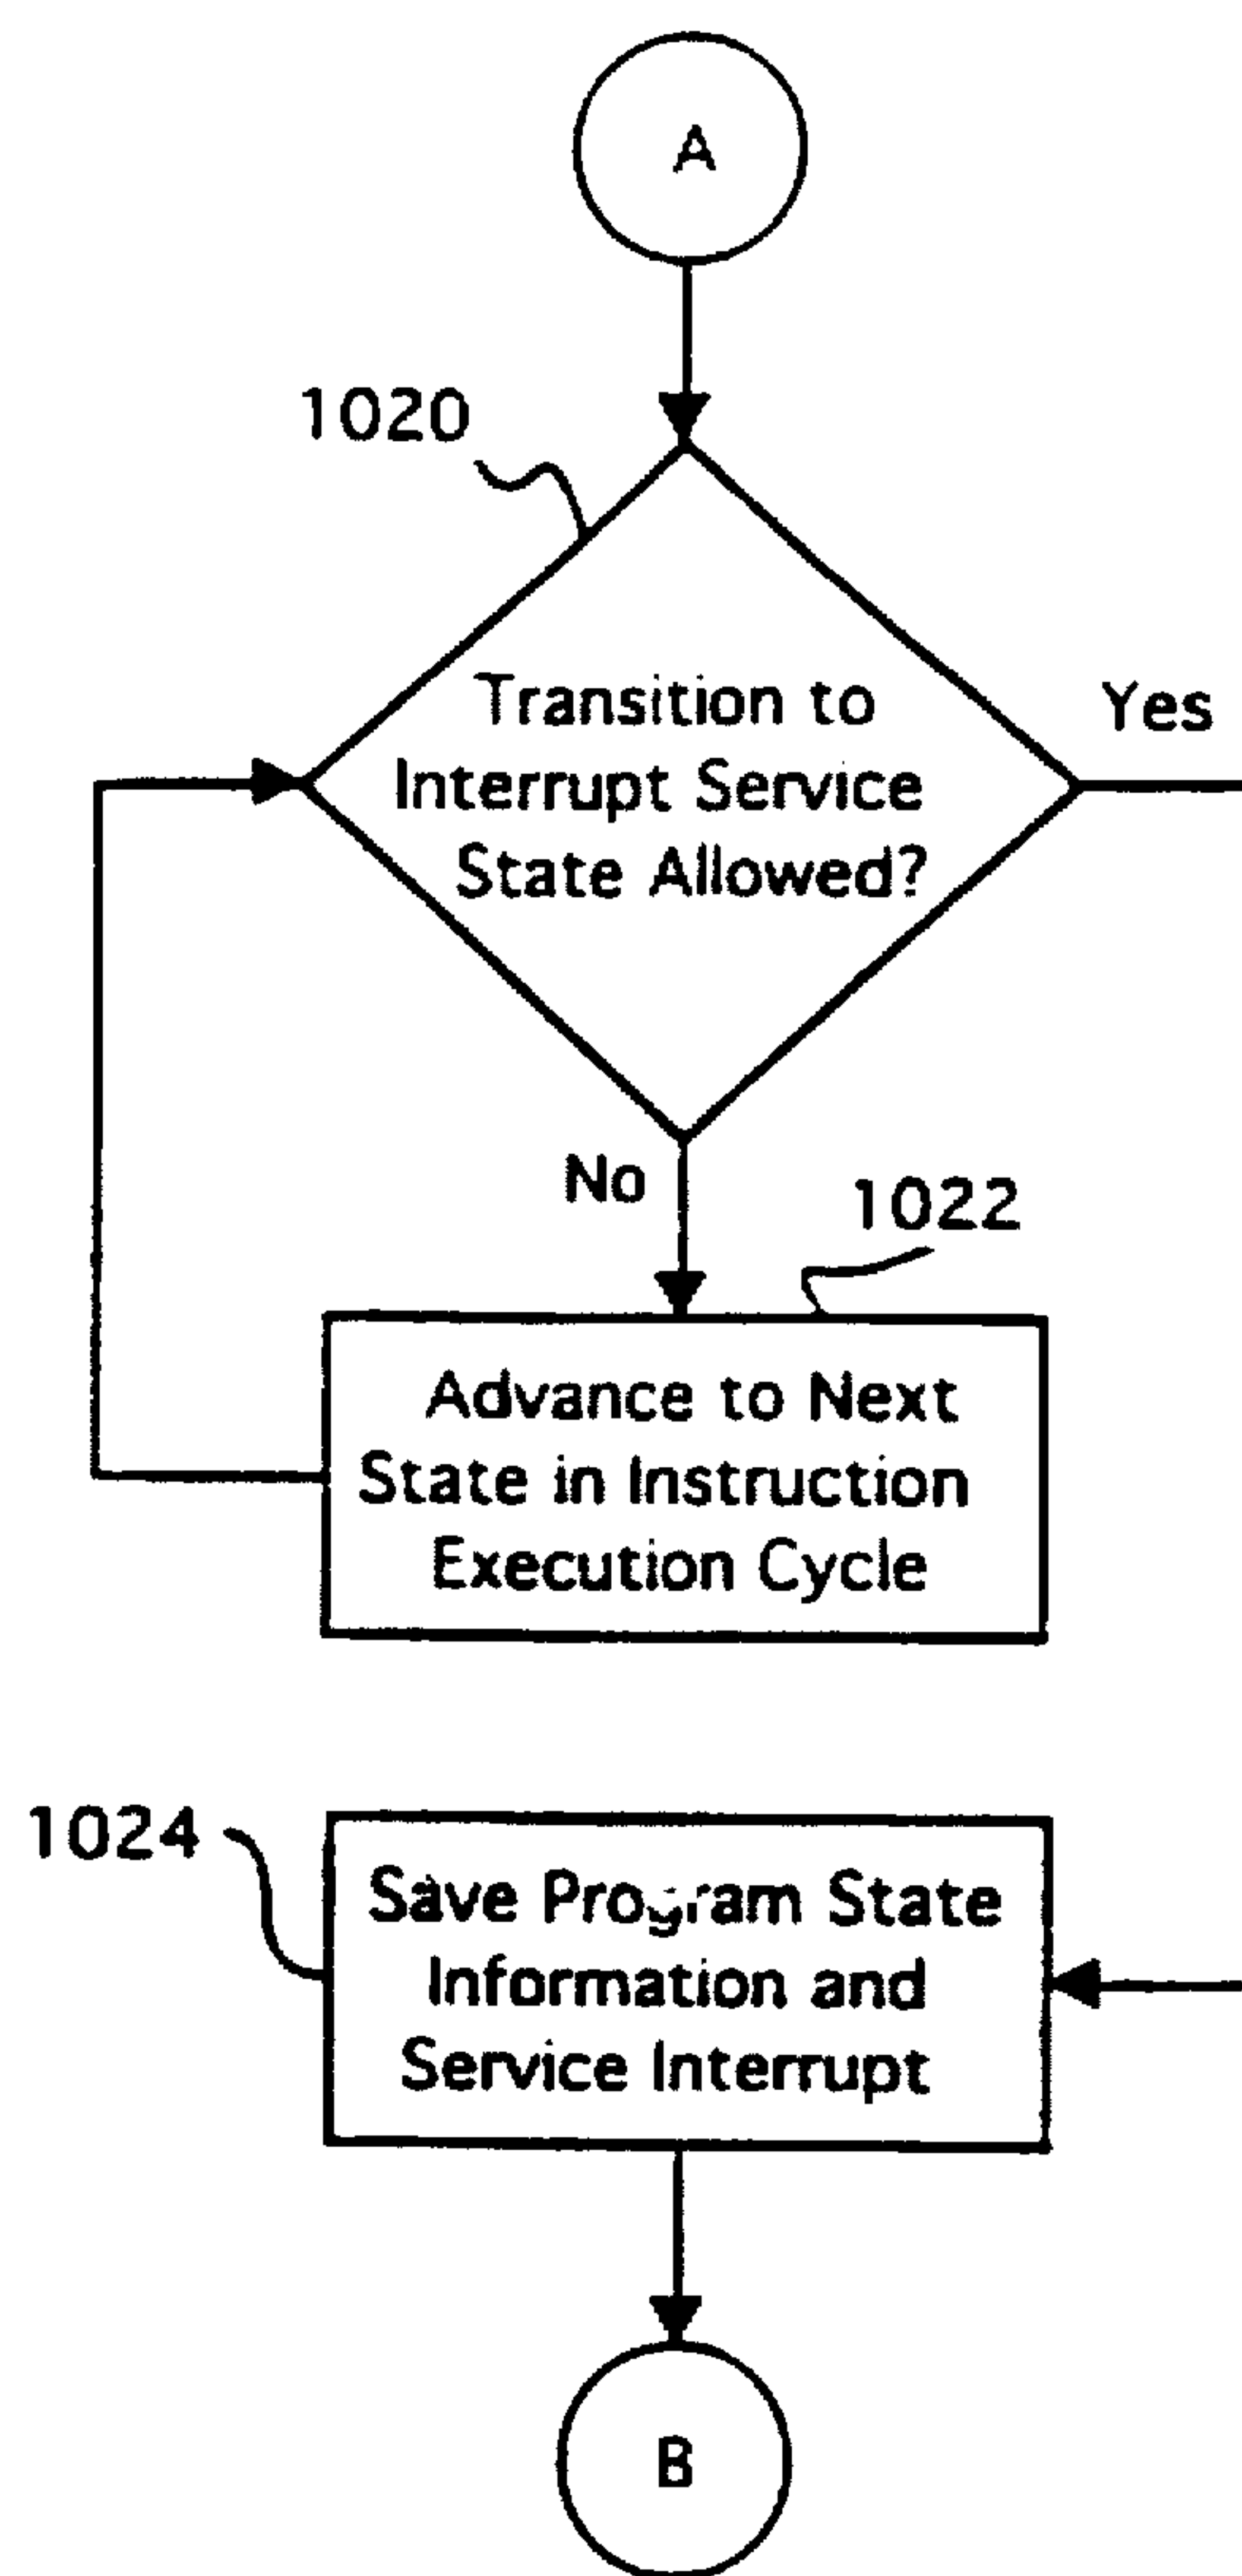 A
1020
Transition to
Interrupt Service
State Allowed?
Yes
No
1022
Advance to Next
State in Instruction
Execution Cycle
1024
Save Program State
Information and
Service Interrupt
B